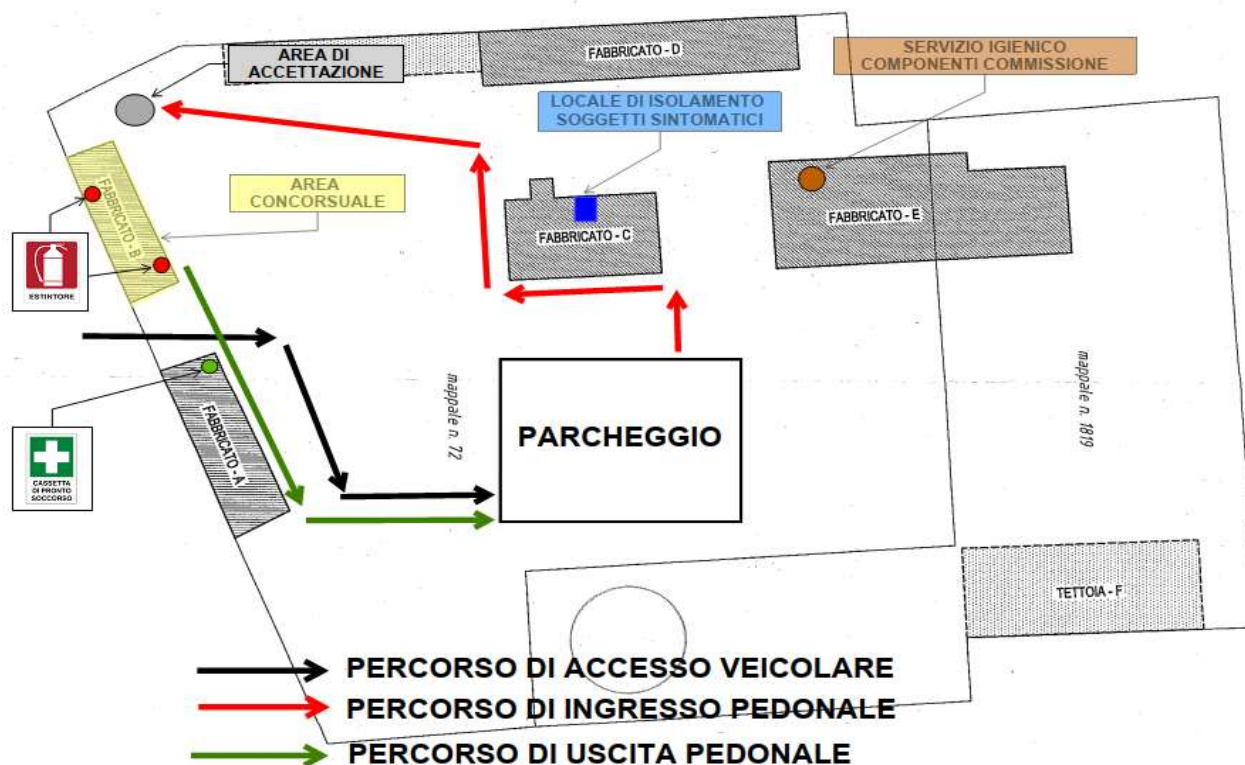 AREA DI
ACCETTAZIONE
FABBRICATO - D
SERVIZIO IGIENICO
COMPONENTI COMMISSIONE
LOCALE DI ISOLAMENTO
SOGGETTI SINTOMATICI
AREA
CONCORSUALE
FABBRICATO - B
FABBRICATO - C
FABBRICATO - E
ESTINTORE
FABBRICATO - A
mappale n. 72
PARCHEGGIO
mappale n. 1819
CASSETTA
DI PRONTO
SOCCORSO
TETTOIA - F
PERCORSO DI ACCESSO VEICOLARE
PERCORSO DI INGRESSO PEDONALE
PERCORSO DI USCITA PEDONALE